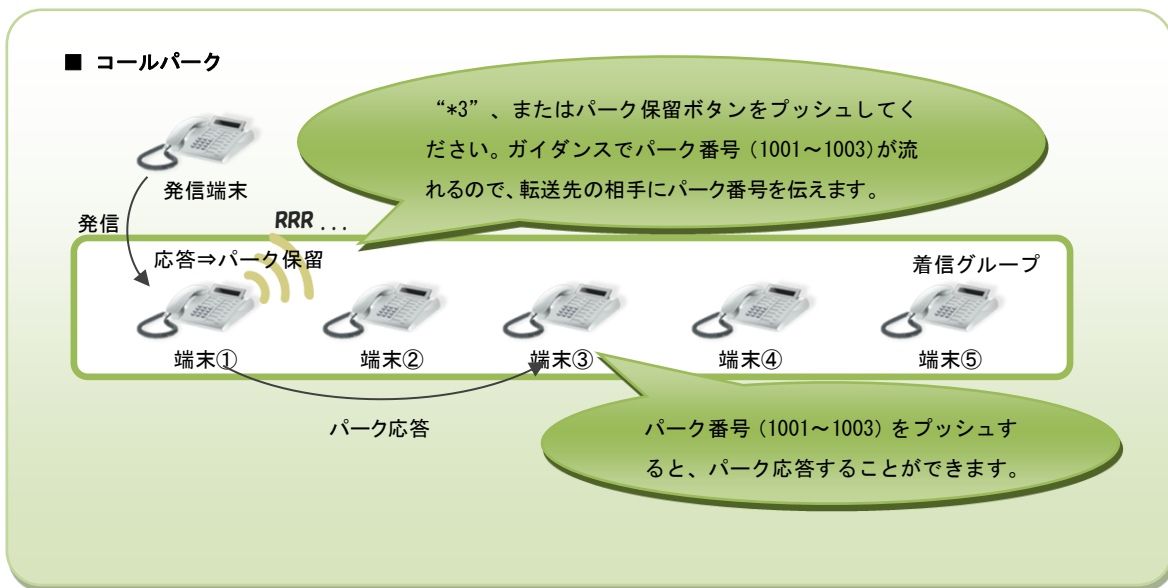 ■ コールパーク
“*3”、またはパーク保留ボタンをプッシュしてく
ださい。ガイダンスでパーク番号（1001～1003）が流
れるので、転送先の相手にパーク番号を伝えます。
発信端末
発信
RRR ...
応答⇒パーク保留
着信グループ
端末①
端末②
端末③
端末④
端末⑤
パーク応答
パーク番号（1001～1003）をプッシュす
ると、パーク応答することができます。